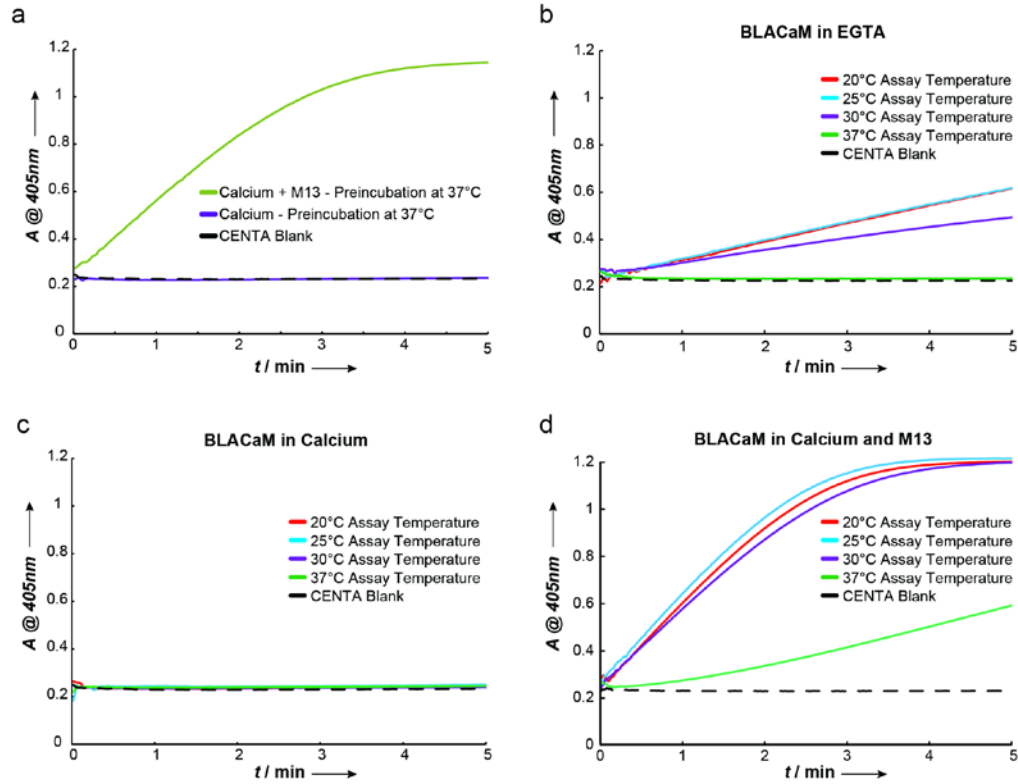 a
1.2
1
0.8
0.6
0.4
0.2
0
A @ 405nm
Calcium + M13 - Preincubation at 37°C
Calcium - Preincubation at 37°C
CENTA Blank
0 1 2 3 4 5
t / min
b
BLACaM in EGTA
1.2
1
0.8
0.6
0.4
0.2
0
A @ 405nm
20°C Assay Temperature
25°C Assay Temperature
30°C Assay Temperature
37°C Assay Temperature
CENTA Blank
0 1 2 3 4 5
t / min
c
BLACaM in Calcium
1.2
1
0.8
0.6
0.4
0.2
0
A @ 405nm
20°C Assay Temperature
25°C Assay Temperature
30°C Assay Temperature
37°C Assay Temperature
CENTA Blank
0 1 2 3 4 5
t / min
d
BLACaM in Calcium and M13
1.2
1
0.8
0.6
0.4
0.2
0
A @ 405nm
20°C Assay Temperature
25°C Assay Temperature
30°C Assay Temperature
37°C Assay Temperature
CENTA Blank
0 1 2 3 4 5
t / min